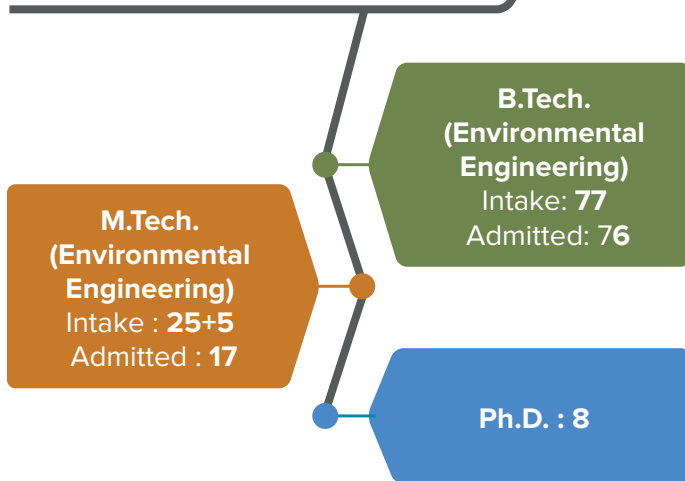 B.Tech.
(Environmental
Engineering)
Intake: 77
Admitted: 76
M.Tech.
(Environmental
Engineering)
Intake : 25+5
Admitted : 17
Ph.D. : 8